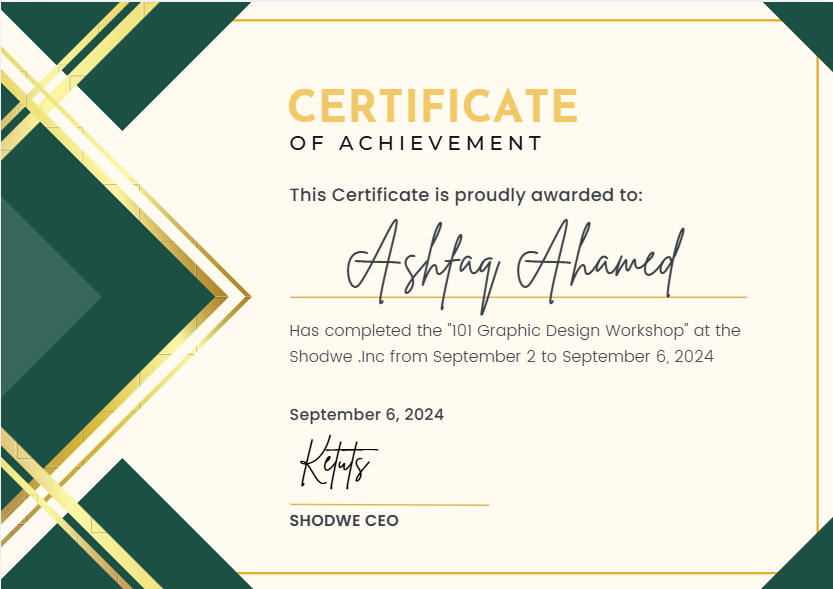 CERTIFICATE
OF ACHIEVEMENT
This Certificate is proudly awarded to:
Ashfaq Ahamed
Has completed the "101 Graphic Design Workshop" at the
Shodwe .Inc from September 2 to September 6, 2024
September 6, 2024
Ketuts
SHODWE CEO